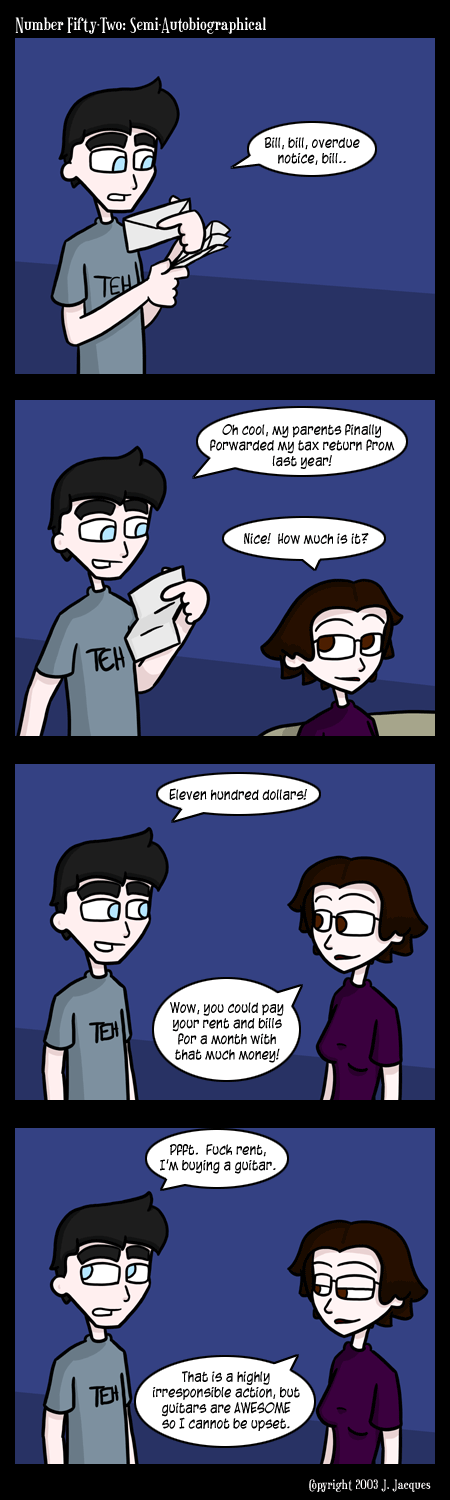 Number Fifty-Two: Semi-Autobiographical
Bill, bill, overdue
notice, bill..
TEH
Oh cool, my parents finally
forwarded my tax return from
last year!
Nice! How much is it?
TEH
Eleven hundred dollars!
Wow, you could pay
your rent and bills
for a month with
that much money!
TEH
Pfft. Fuck rent,
I'm buying a guitar.
That is a highly
irresponsible action, but
guitars are AWESOME
so I cannot be upset.
TEH
Copyright 2003 J. Jacques